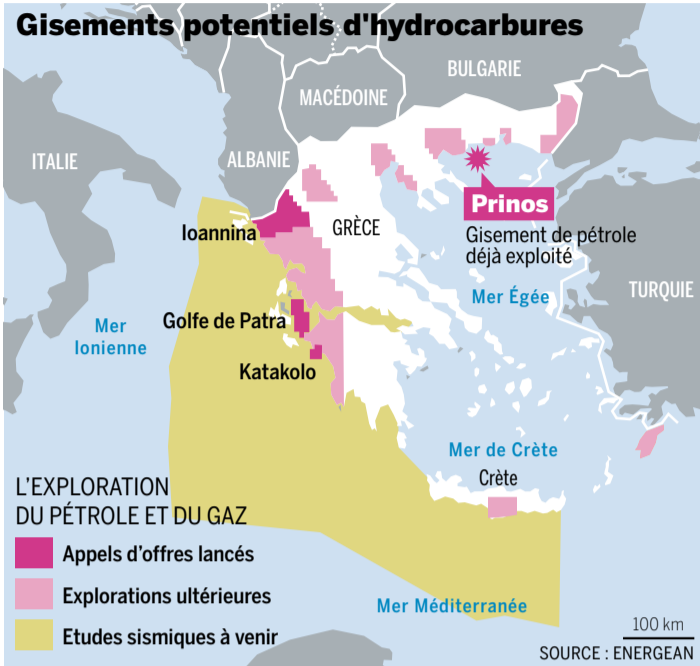 Gisements potentiels d'hydrocarbures
BULGARIE
MACÉDOINE
ITALIE
ALBANIE
Prinos
Ioannina
GRÈCE
Gisement de pétrole
déjà exploité
TURQUIE
Mer Égée
Golfe de Patra
Mer
Ionienne
Katakolo
Mer de Crète
Crète
L'EXPLORATION
DU PÉTROLE ET DU GAZ
Appels d'offres lancés
Explorations ultérieures
Etudes sismiques à venir
Mer Méditerranée
100 km
SOURCE : ENERGEAN